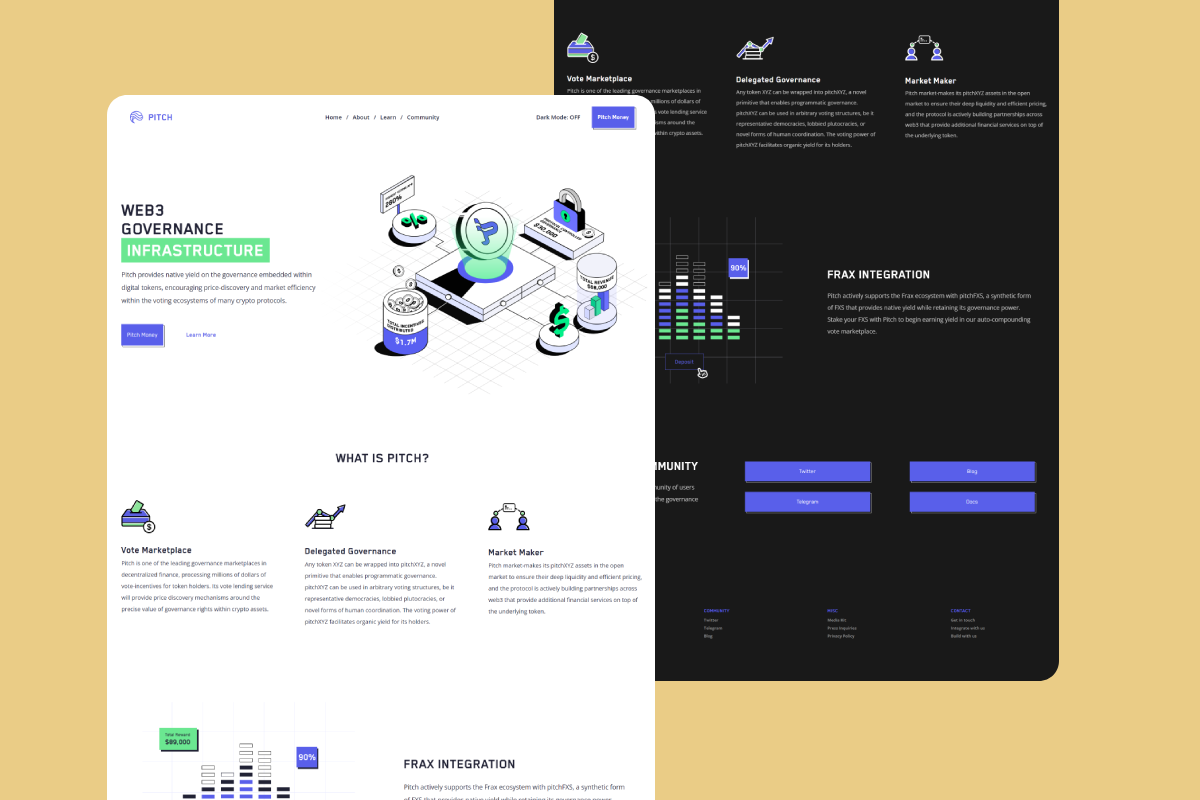 PITCH
Home / About / Learn / Community
Dark Mode: OFF
Pitch Money
WEB3
GOVERNANCE
INFRASTRUCTURE
Pitch provides native yield on the governance embedded within
digital tokens, encouraging price-discovery and market efficiency
within the voting ecosystems of many crypto protocols.
Pitch Money
Learn More
280%
$190,000
TOTAL REVENUE
$98,000
TOTAL INCENTIVES
DISTRIBUTED
$1.7M
WHAT IS PITCH?
Vote Marketplace
Pitch is one of the leading governance marketplaces in
decentralized finance, processing millions of dollars of
vote-incentives for token holders. Its vote lending service
will provide price discovery mechanisms around the
precise value of governance rights within crypto assets.
Delegated Governance
Any token XYZ can be wrapped into pitchXYZ, a novel
primitive that enables programmatic governance.
pitchXYZ can be used in arbitrary voting structures, be it
representative democracies, lobbied plutocracies, or
novel forms of human coordination. The voting power of
pitchXYZ facilitates organic yield for its holders.
Market Maker
Pitch market-makes its pitchXYZ assets in the open
market to ensure their deep liquidity and efficient pricing,
and the protocol is actively building partnerships across
web3 that provide additional financial services on top of
the underlying token.
Total Reward
$89,000
90%
FRAX INTEGRATION
Pitch actively supports the Frax ecosystem with pitchFXS, a synthetic form
of FXS that provides native yield while retaining its governance power.
Vote Marketplace
Pitch is one of the leading governance marketplaces in
millions of dollars of
vote lending service
around the
within crypto assets.
Delegated Governance
Any token XYZ can be wrapped into pitchXYZ, a novel
primitive that enables programmatic governance.
pitchXYZ can be used in arbitrary voting structures, be it
representative democracies, lobbied plutocracies, or
novel forms of human coordination. The voting power of
pitchXYZ facilitates organic yield for its holders.
Market Maker
Pitch market-makes its pitchXYZ assets in the open
market to ensure their deep liquidity and efficient pricing,
and the protocol is actively building partnerships across
web3 that provide additional financial services on top of
the underlying token.
90%
Deposit
FRAX INTEGRATION
Pitch actively supports the Frax ecosystem with pitchFXS, a synthetic form
of FXS that provides native yield while retaining its governance power.
Stake your FXS with Pitch to begin earning yield in our auto-compounding
vote marketplace.
MMUNITY
unity of users
the governance
Twitter
Blog
Telegram
Docs
COMMUNITY
Twitter
Telegram
Blog
MISC
Media Kit
Press Inquiries
Privacy Policy
CONTACT
Get in touch
Integrate with us
Build with us